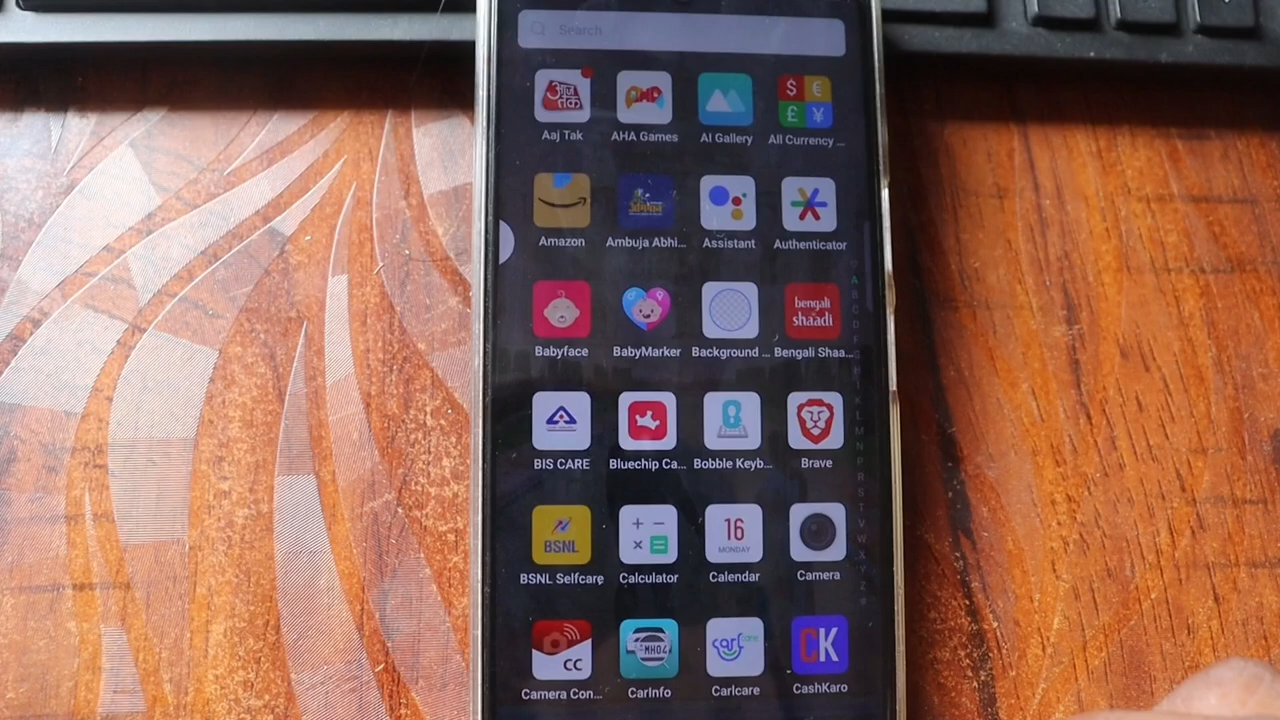 Search
आज तक
AHA
$ €
£ ¥
Aaj Tak AHA Games AI Gallery All Currency ...
Amazon Ambuja Abhi... Assistant Authenticator
bengali
shaadi
Babyface BabyMarker Background ... Bengali Shaa...
BIS CARE Bluechip Ca... Bobble Keyb... Brave
BSNL
16
MONDAY
BSNL Selfcare Calculator Calendar Camera
CC
MH04
carlcare
CK
Camera Con... CarInfo Carlcare CashKaro
A
B
C
D
F
G
H
I
K
L
M
N
P
R
S
T
V
W
X
Z
#